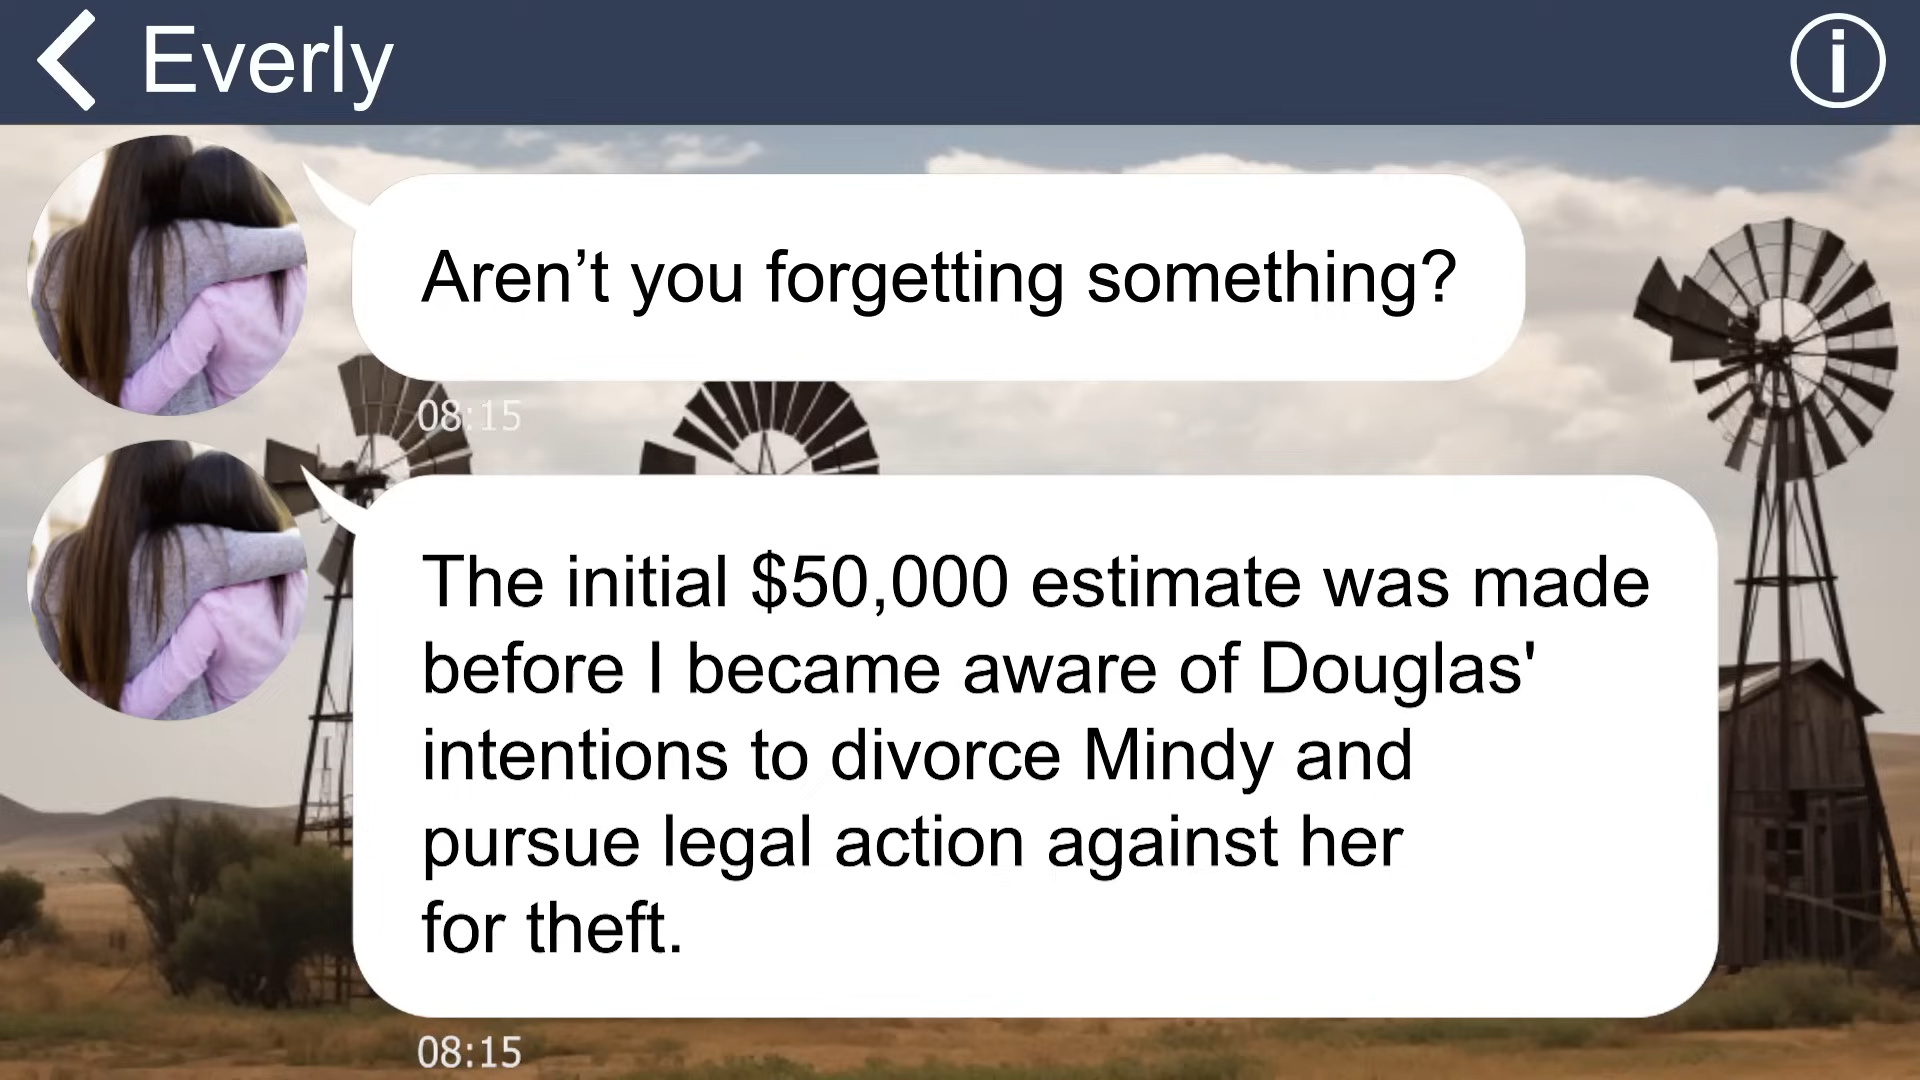 Everly
Aren’t you forgetting something?
08:15
The initial $50,000 estimate was made
before I became aware of Douglas'
intentions to divorce Mindy and
pursue legal action against her
for theft.
08:15